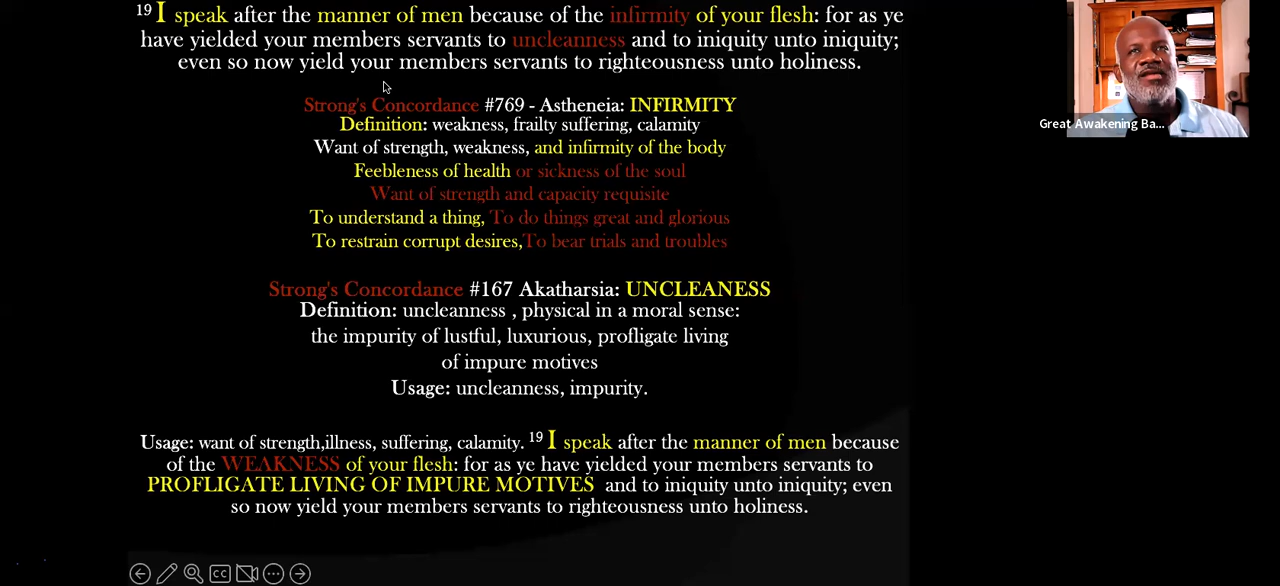 19 I speak after the manner of men because of the infirmity of your flesh: for as ye
have yielded your members servants to uncleanness and to iniquity unto iniquity;
even so now yield your members servants to righteousness unto holiness.
Great Awakening Ba...
Strong's Concordance #769 - Astheneia: INFIRMITY
Definition: weakness, frailty suffering, calamity
Want of strength, weakness, and infirmity of the body
Feebleness of health or sickness of the soul
Want of strength and capacity requisite
To understand a thing, To do things great and glorious
To restrain corrupt desires,To bear trials and troubles
Strong's Concordance #167 Akatharsia: UNCLEANESS
Definition: uncleanness , physical in a moral sense:
the impurity of lustful, luxurious, profligate living
of impure motives
Usage: uncleanness, impurity.
Usage: want of strength,illness, suffering, calamity. 19 I speak after the manner of men because
of the WEAKNESS of your flesh: for as ye have yielded your members servants to
PROFLIGATE LIVING OF IMPURE MOTIVES and to iniquity unto iniquity; even
so now yield your members servants to righteousness unto holiness.
CC